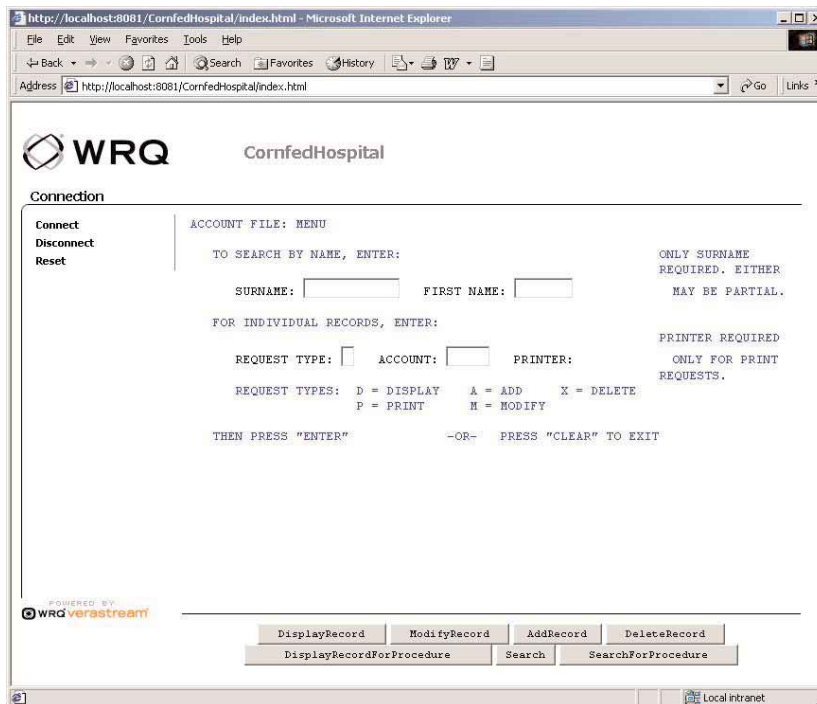 http://localhost:8081/CornfedHospital/index.html - Microsoft Internet Explorer
File Edit View Favorites Tools Help
Back Search Favorites History
Address http://localhost:8081/CornfedHospital/index.html Go Links
WRQ CornfedHospital
Connection
Connect
Disconnect
Reset
ACCOUNT FILE: MENU
TO SEARCH BY NAME, ENTER: ONLY SURNAME
REQUIRED. EITHER
SURNAME: FIRST NAME: MAY BE PARTIAL.
FOR INDIVIDUAL RECORDS, ENTER:
PRINTER REQUIRED
REQUEST TYPE: ACCOUNT: PRINTER: ONLY FOR PRINT
REQUESTS.
REQUEST TYPES: D = DISPLAY A = ADD X = DELETE
P = PRINT M = MODIFY
THEN PRESS "ENTER" -OR- PRESS "CLEAR" TO EXIT
POWERED BY
WRQ verastream
DisplayRecord ModifyRecord AddRecord DeleteRecord
DisplayRecordForProcedure Search SearchForProcedure
Local intranet